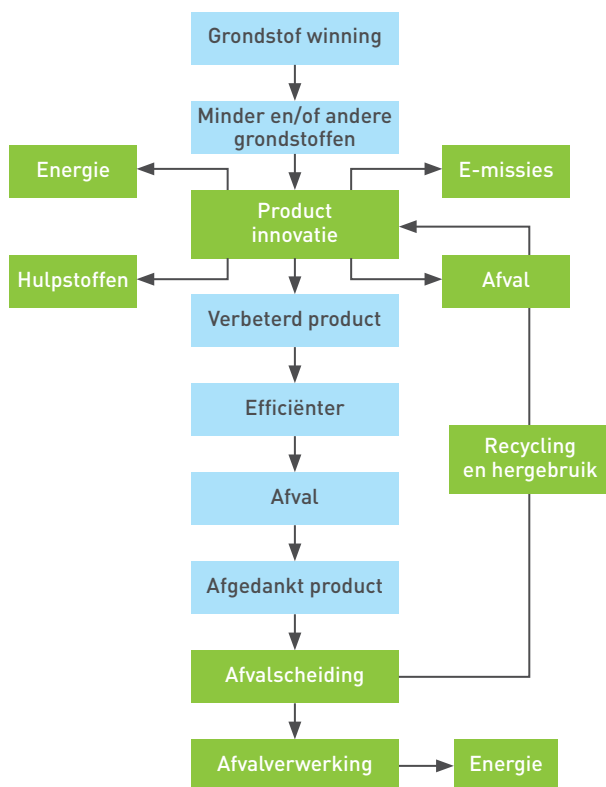 Grondstof winning
Minder en/of andere
grondstoffen
Energie
E-missies
Product
innovatie
Hulpstoffen
Afval
Verbeterd product
Efficiënter
Recycling
en hergebruik
Afval
Afgedankt product
Afvalscheiding
Afvalverwerking
Energie